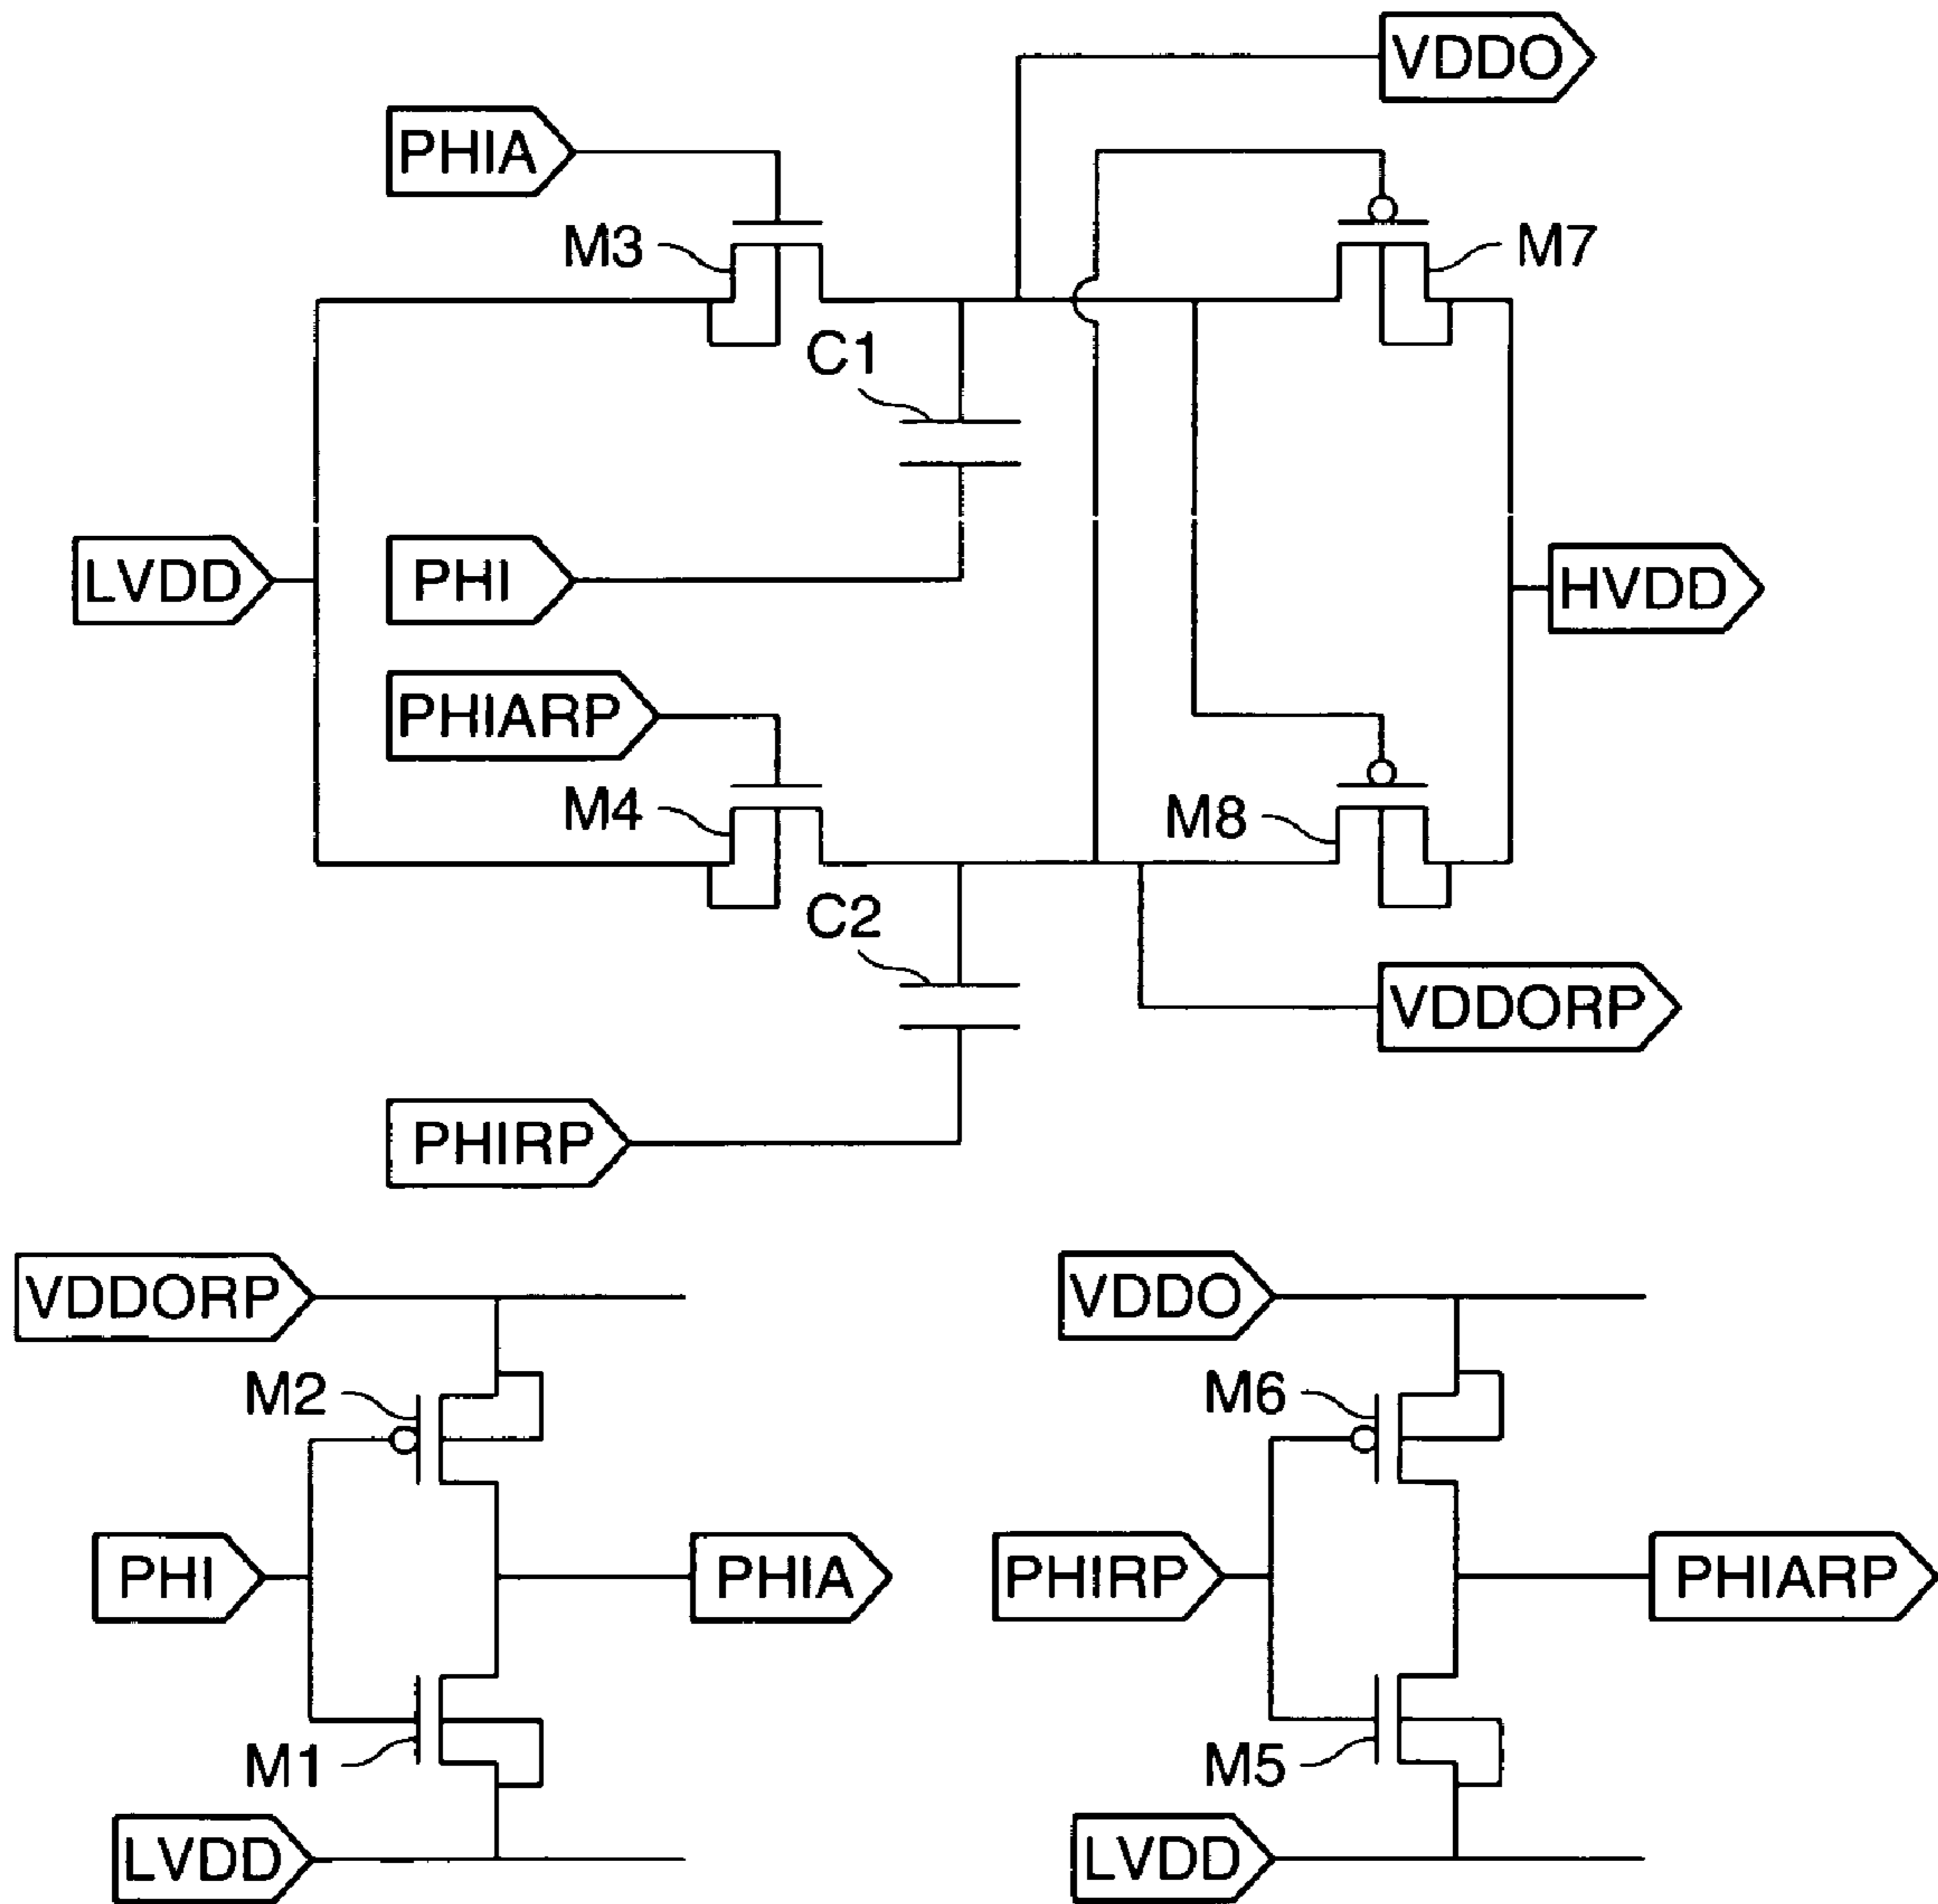 VDDO
PHIA
M3
M7
C1
LVDD
PHI
HVDD
PHIARP
M4
M8
C2
VDDORP
PHIRP
VDDORP
VDDO
M2
M6
PHI
PHIA
PHIRP
PHIARP
M1
M5
LVDD
LVDD